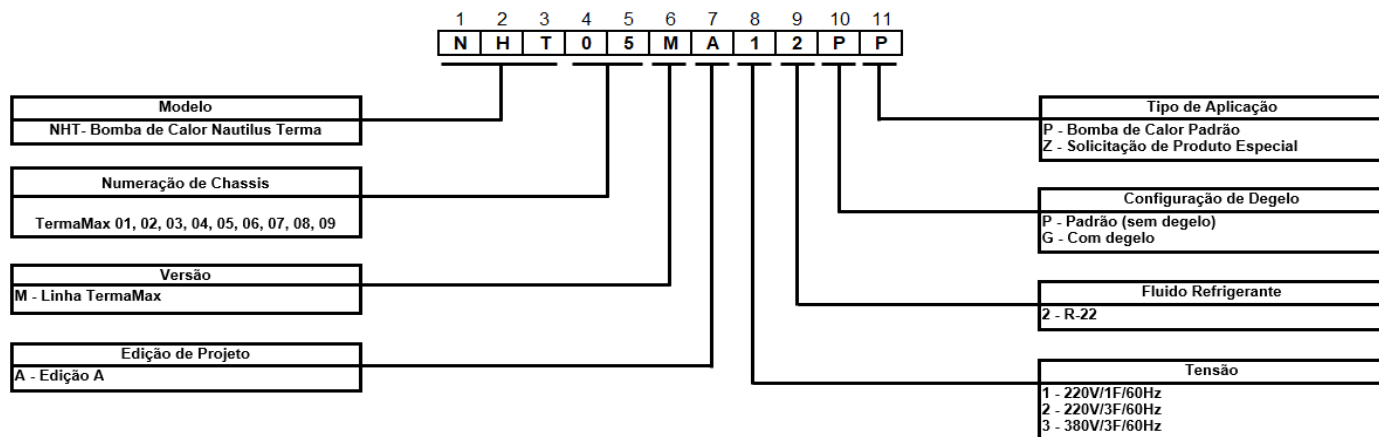 1 2 3 4 5 6 7 8 9 10 11
N H T 0 5 M A 1 2 P P
Modelo
NHT- Bomba de Calor Nautilus Terma
Numeração de Chassis
TermaMax 01, 02, 03, 04, 05, 06, 07, 08, 09
Versão
M - Linha TermaMax
Edição de Projeto
A - Edição A
Tipo de Aplicação
P - Bomba de Calor Padrão
Z - Solicitação de Produto Especial
Configuração de Degelo
P - Padrão (sem degelo)
G - Com degelo
Fluido Refrigerante
2 - R-22
Tensão
1 - 220V/1F/60Hz
2 - 220V/3F/60Hz
3 - 380V/3F/60Hz